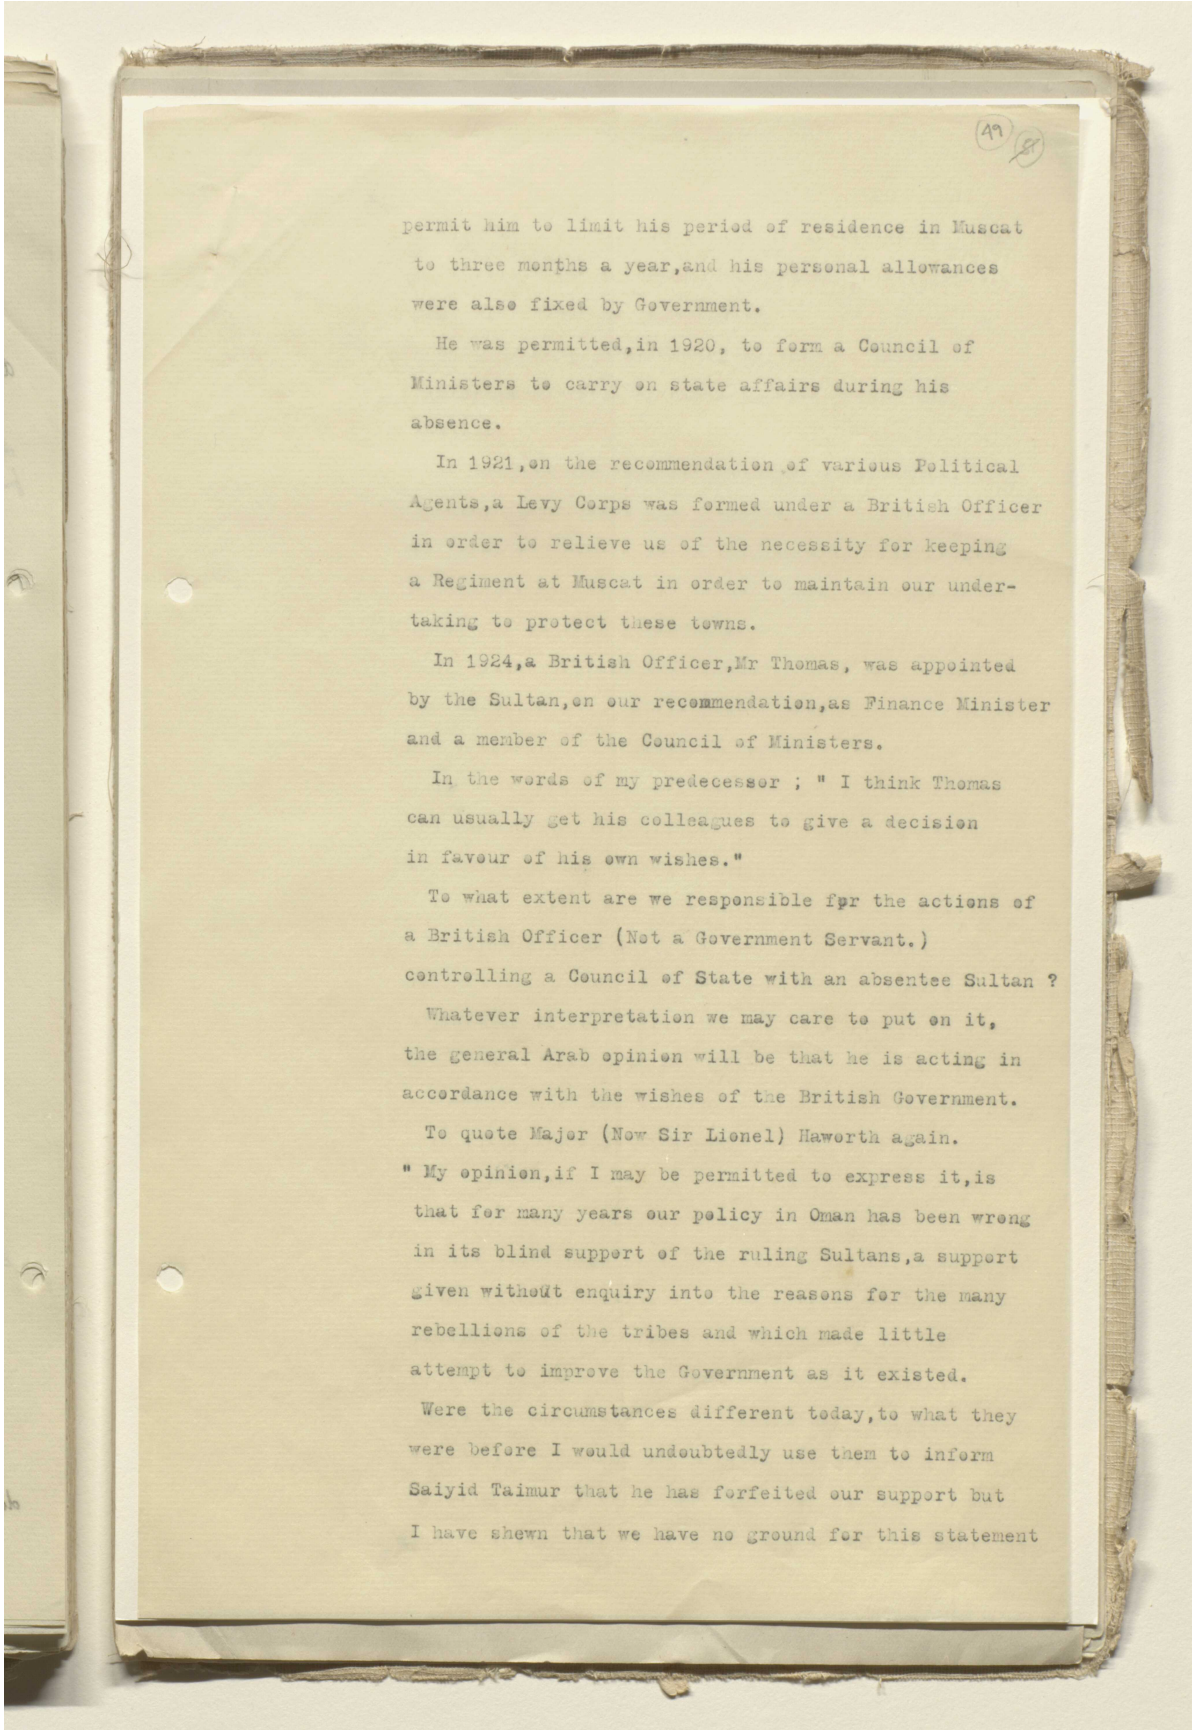 49
permit him to limit his period of residence in Muscat
to three months a year,and his personal allowances
were also fixed by Government.
He was permitted,in 1920, to form a Council of
Ministers to carry on state affairs during his
absence.
In 1921,on the recommendation of various Political
Agents,a Levy Corps was formed under a British Officer
in order to relieve us of the necessity for keeping
a Regiment at Muscat in order to maintain our under-
taking to protect these towns.
In 1924,a British Officer,Mr Thomas, was appointed
by the Sultan,on our recommendation,as Finance Minister
and a member of the Council of Ministers.
In the words of my predecessor ; " I think Thomas
can usually get his colleagues to give a decision
in favour of his own wishes."
To what extent are we responsible for the actions of
a British Officer (Not a Government Servant.)
controlling a Council of State with an absentee Sultan ?
Whatever interpretation we may care to put on it,
the general Arab opinion will be that he is acting in
accordance with the wishes of the British Government.
To quote Major (Now Sir Lionel) Haworth again.
" My opinion,if I may be permitted to express it,is
that for many years our policy in Oman has been wrong
in its blind support of the ruling Sultans,a support
given without enquiry into the reasons for the many
rebellions of the tribes and which made little
attempt to improve the Government as it existed.
Were the circumstances different today,to what they
were before I would undoubtedly use them to inform
Saiyid Taimur that he has forfeited our support but
I have shewn that we have no ground for this statement